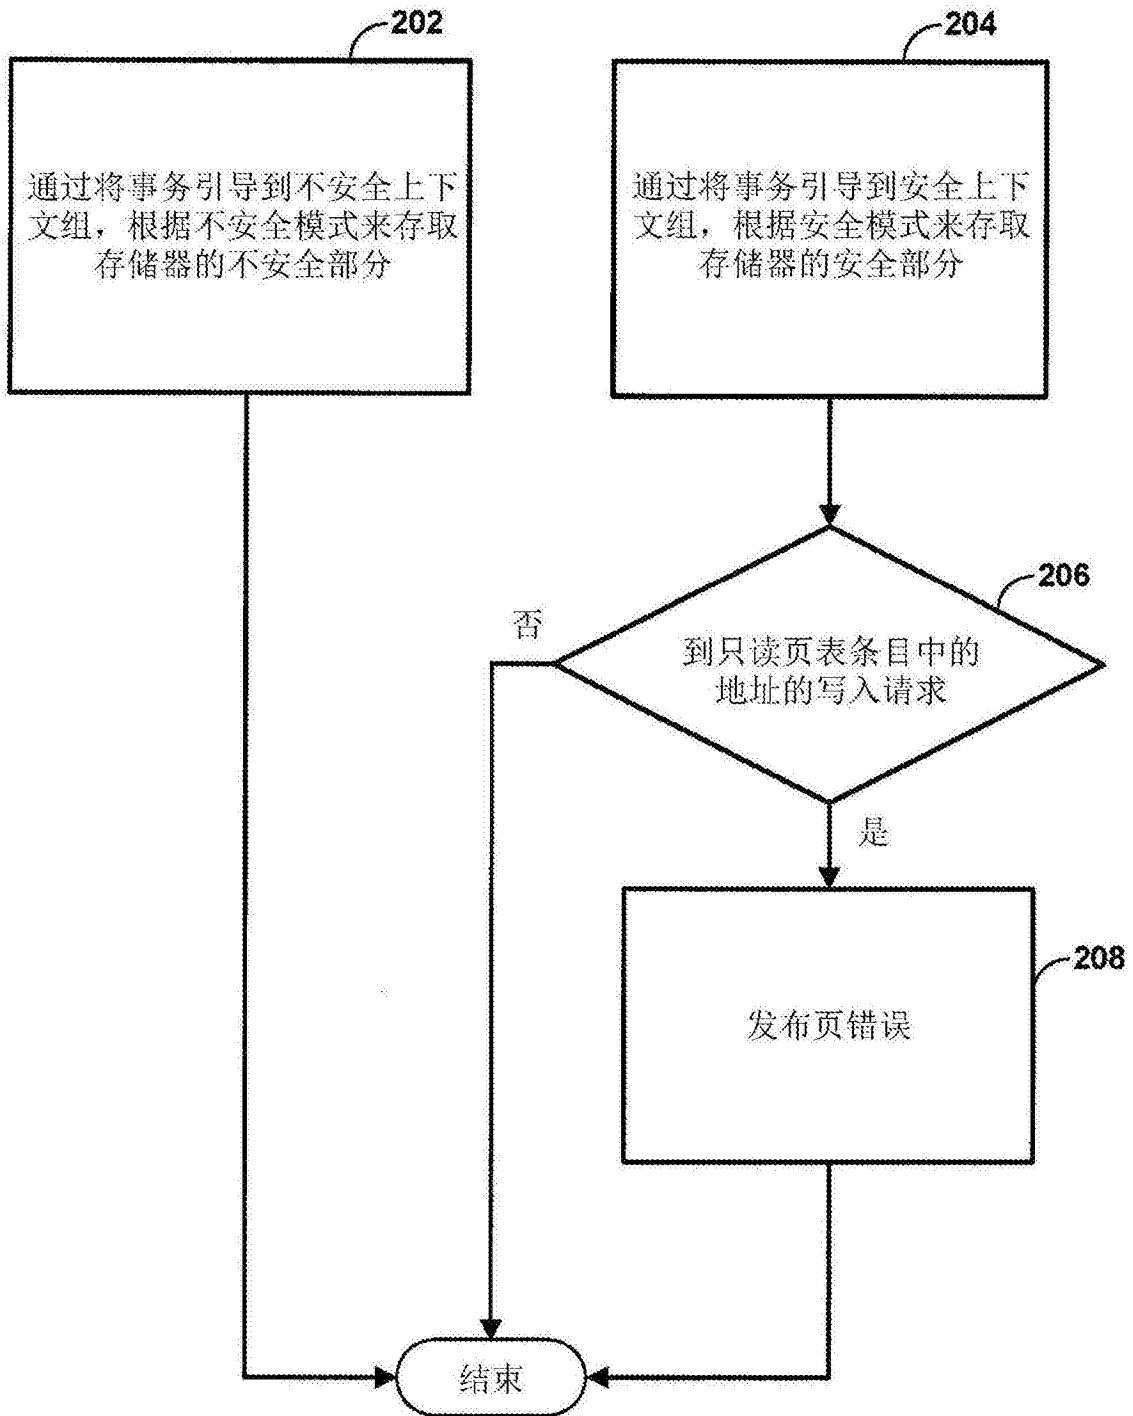 202
通过将事务引导到不安全上下
文组，根据不安全模式来存取
存储器的不安全部分
204
通过将事务引导到安全上下
文组，根据安全模式来存取
存储器的安全部分
206
否
到只读页表条目中的
地址的写入请求
是
208
发布页错误
结束